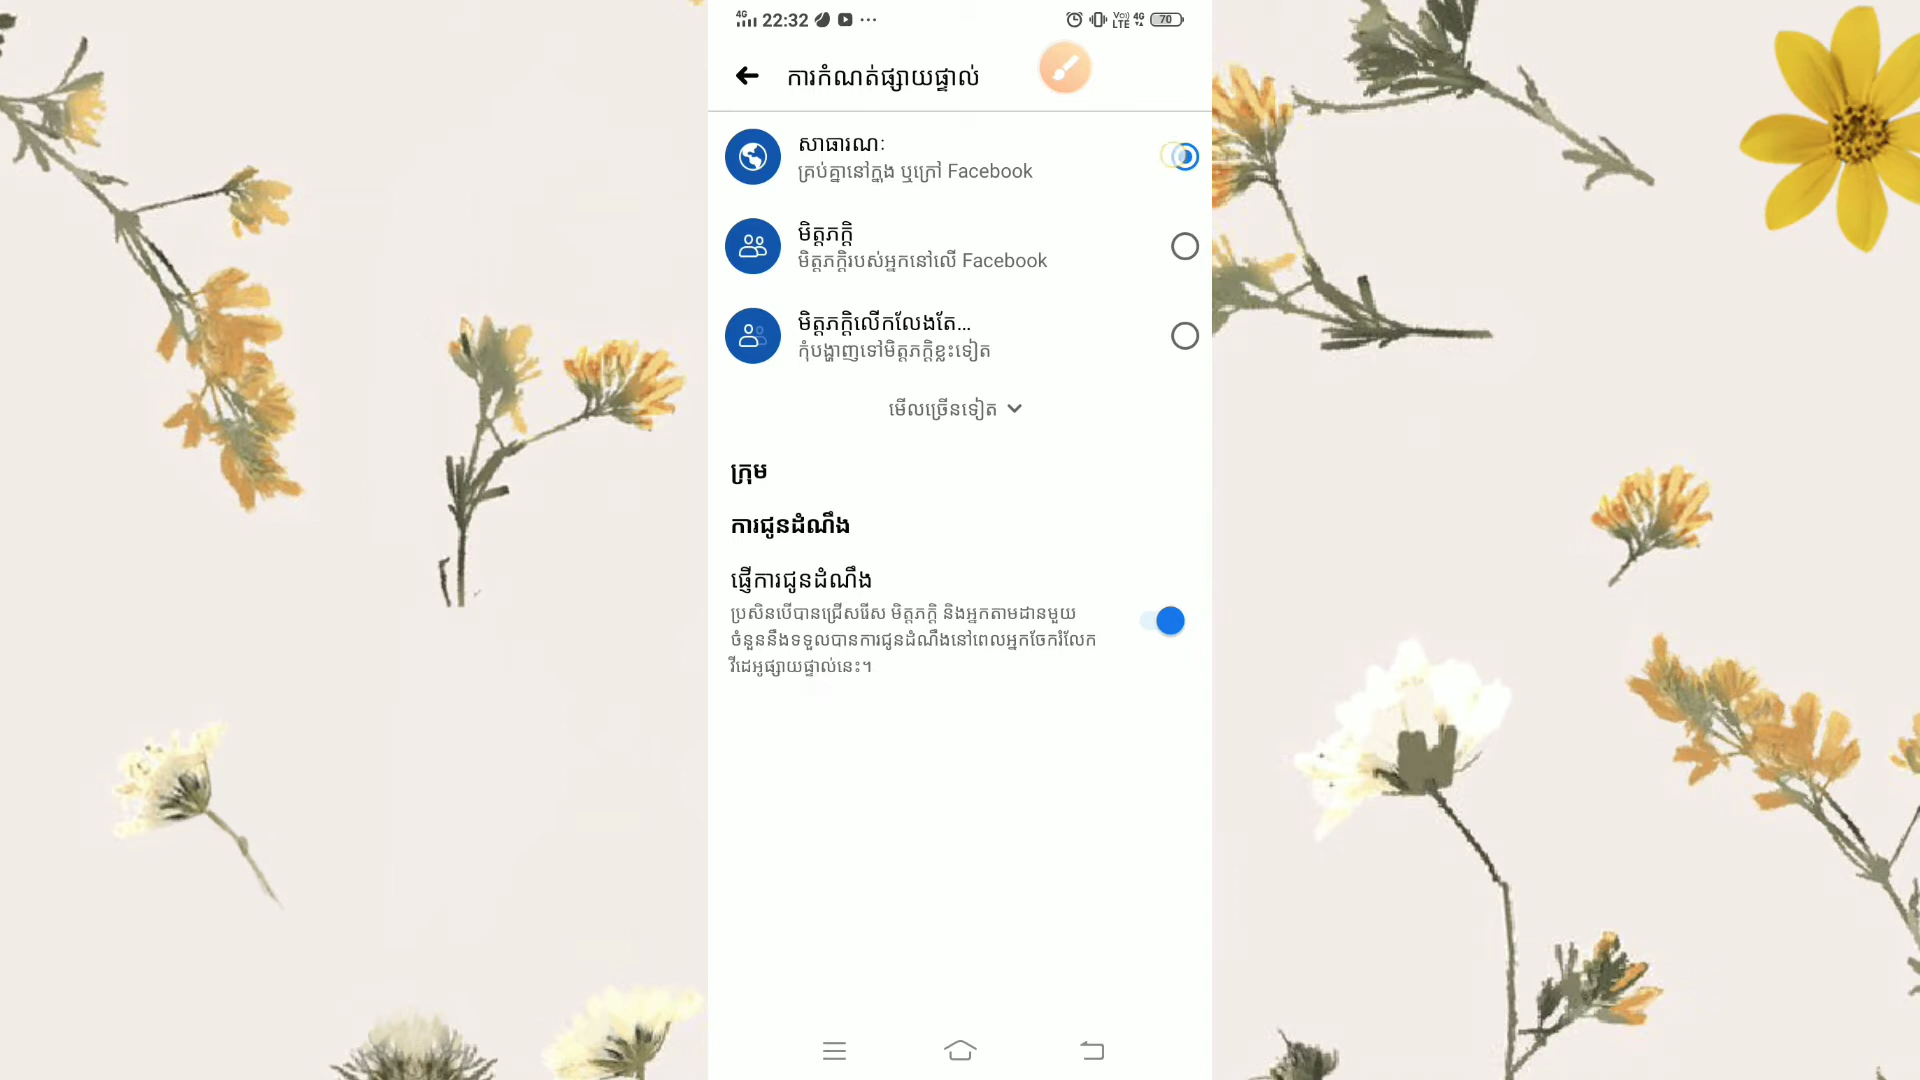 4G 22:32 ... Vo)) LTE 4G 70
ការកំណត់ផ្សាយផ្ទាល់
សាធារណៈ
គ្រប់គ្នានៅក្នុង ឬក្រៅ Facebook
មិត្តភក្តិ
មិត្តភក្តិរបស់អ្នកនៅលើ Facebook
មិត្តភក្តិលើកលែងតែ...
កុំបង្ហាញទៅមិត្តភក្តិខ្លះទៀត
មើលច្រើនទៀត
ក្រុម
ការជូនដំណឹង
ផ្ញើការជូនដំណឹង
ប្រសិនបើបានជ្រើសរើស មិត្តភក្តិ និងអ្នកតាមដានមួយ
ចំនួននឹងទទួលបានការជូនដំណឹងនៅពេលអ្នកចែករំលែក
វីដេអូផ្សាយផ្ទាល់នេះ។